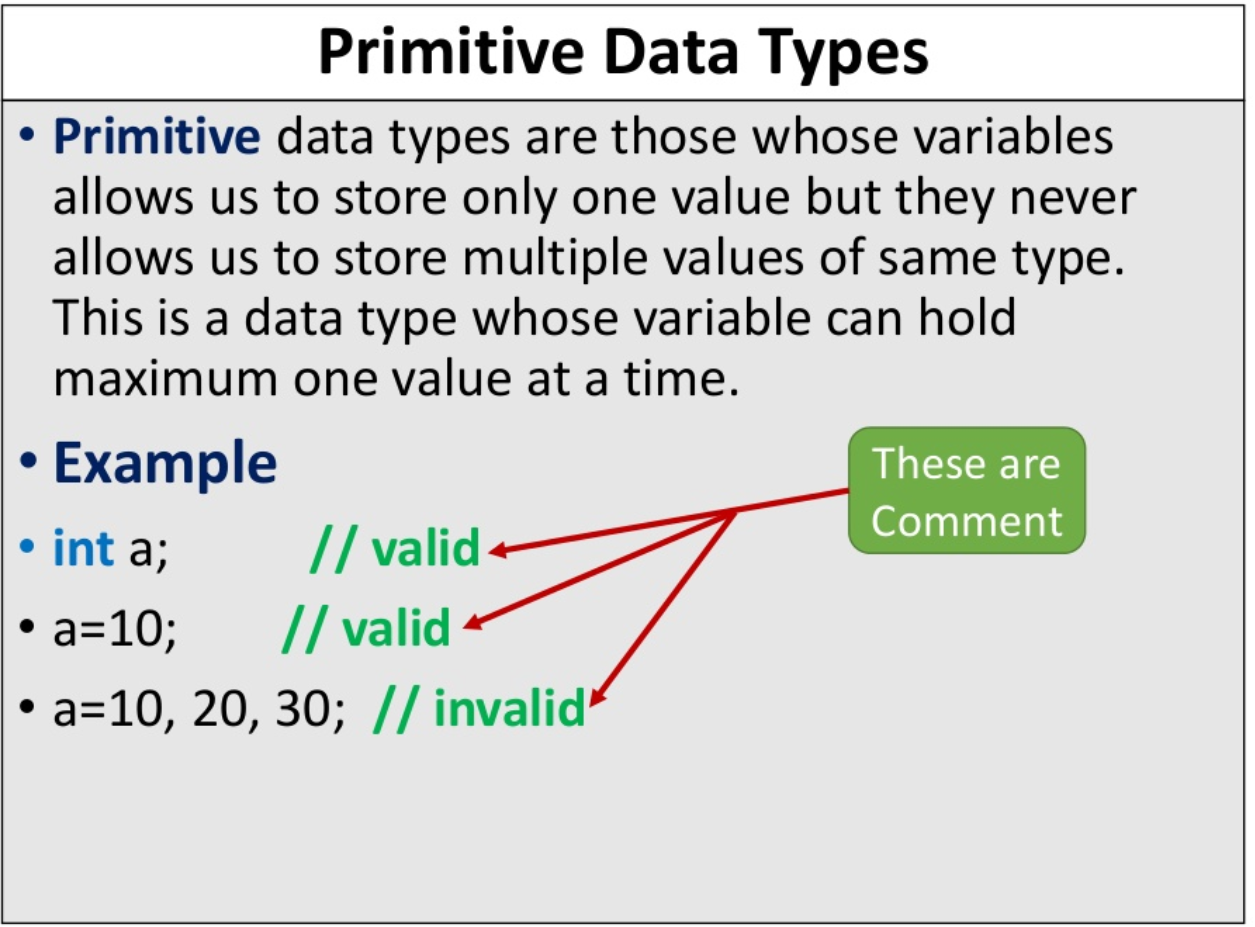 Primitive Data Types
• Primitive data types are those whose variables
allows us to store only one value but they never
allows us to store multiple values of same type.
This is a data type whose variable can hold
maximum one value at a time.
• Example
These are
Comment
• int a; // valid
• a=10; // valid
• a=10, 20, 30; // invalid